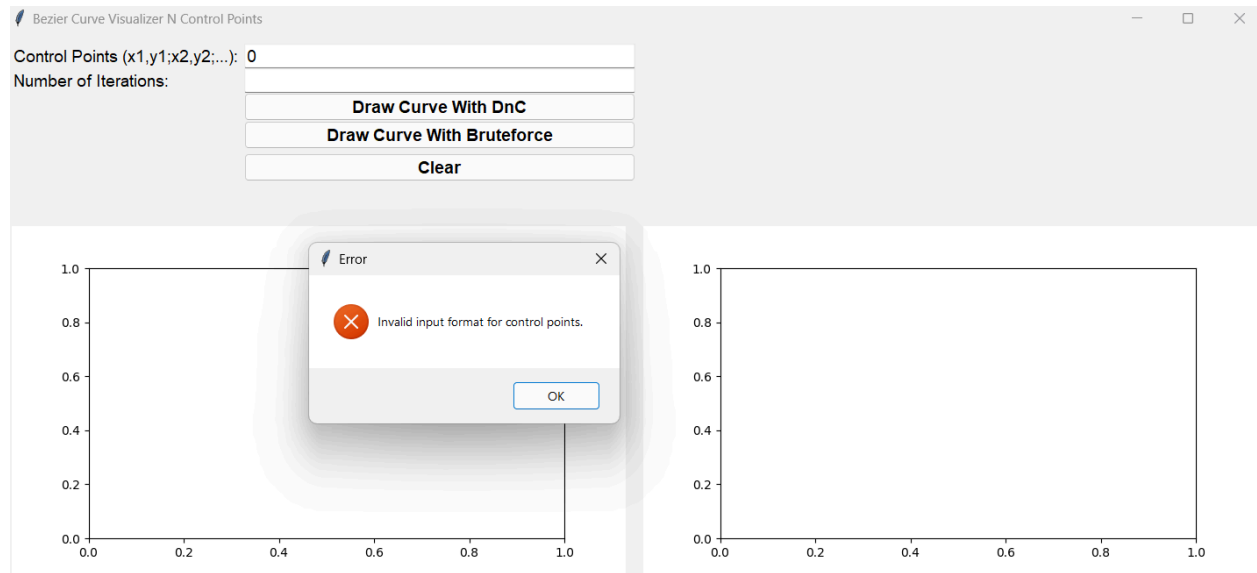 Bezier Curve Visualizer N Control Points
Control Points (x1,y1;x2,y2;...): 0
Number of Iterations:
Draw Curve With DnC
Draw Curve With Bruteforce
Clear
Error
Invalid input format for control points.
OK
1.0
0.8
0.6
0.4
0.2
0.0
0.0 0.2 0.4 0.6 0.8 1.0
1.0
0.8
0.6
0.4
0.2
0.0
0.0 0.2 0.4 0.6 0.8 1.0